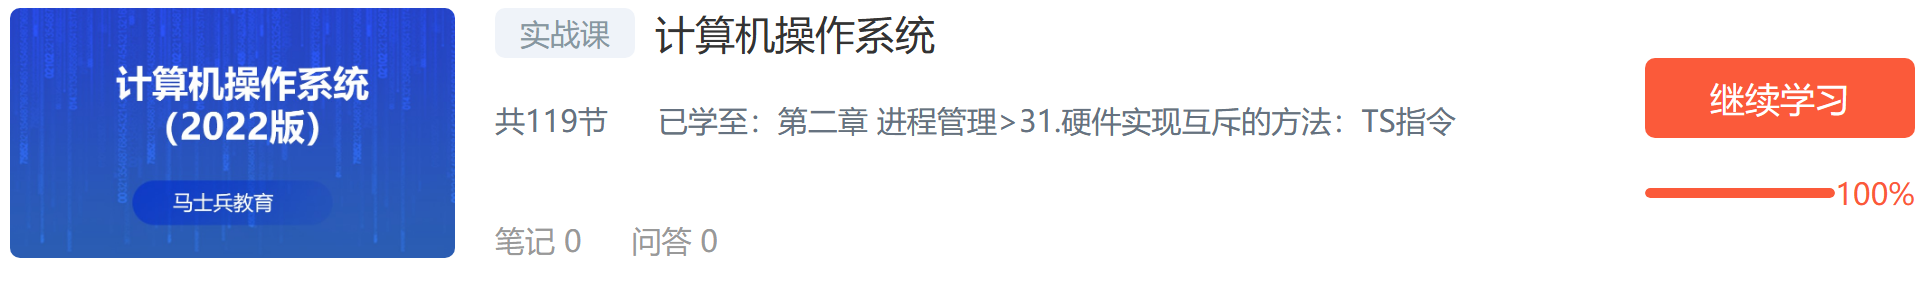 计算机操作系统
(2022版)
马士兵教育
实战课 计算机操作系统
共119节 已学至：第二章 进程管理>31.硬件实现互斥的方法：TS指令
笔记 0 问答 0
继续学习
100%